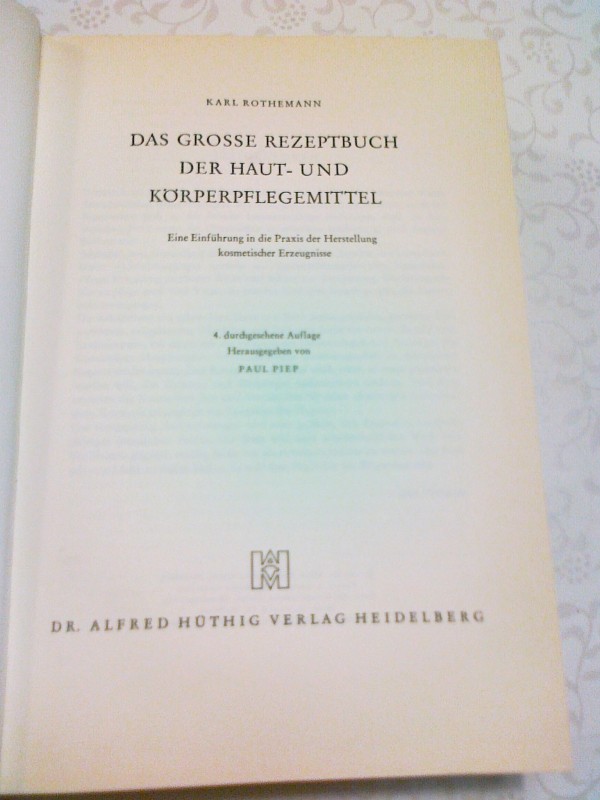 KARL ROTHEMANN
DAS GROSSE REZEPTBUCH
DER HAUT- UND
KÖRPERPFLEGEMITTEL
Eine Einführung in die Praxis der Herstellung
kosmetischer Erzeugnisse
4. durchgesehene Auflage
Herausgegeben von
PAUL PIEP
DR. ALFRED HÜTHIG VERLAG HEIDELBERG